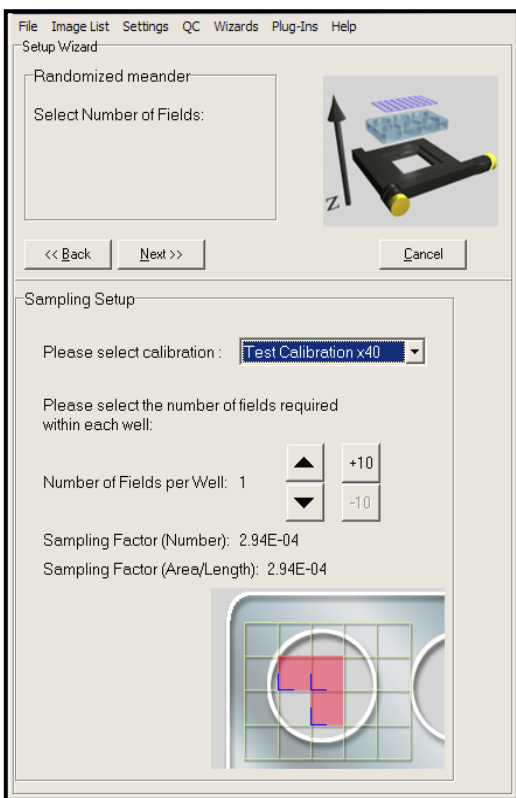 File Image List Settings QC Wizards Plug-Ins Help
Setup Wizard
Randomized meander
Select Number of Fields:
Z
<< Back Next >> Cancel
Sampling Setup
Please select calibration : Test Calibration x40
Please select the number of fields required
within each well:
+10
Number of Fields per Well: 1
-10
Sampling Factor (Number): 2.94E-04
Sampling Factor (Area/Length): 2.94E-04